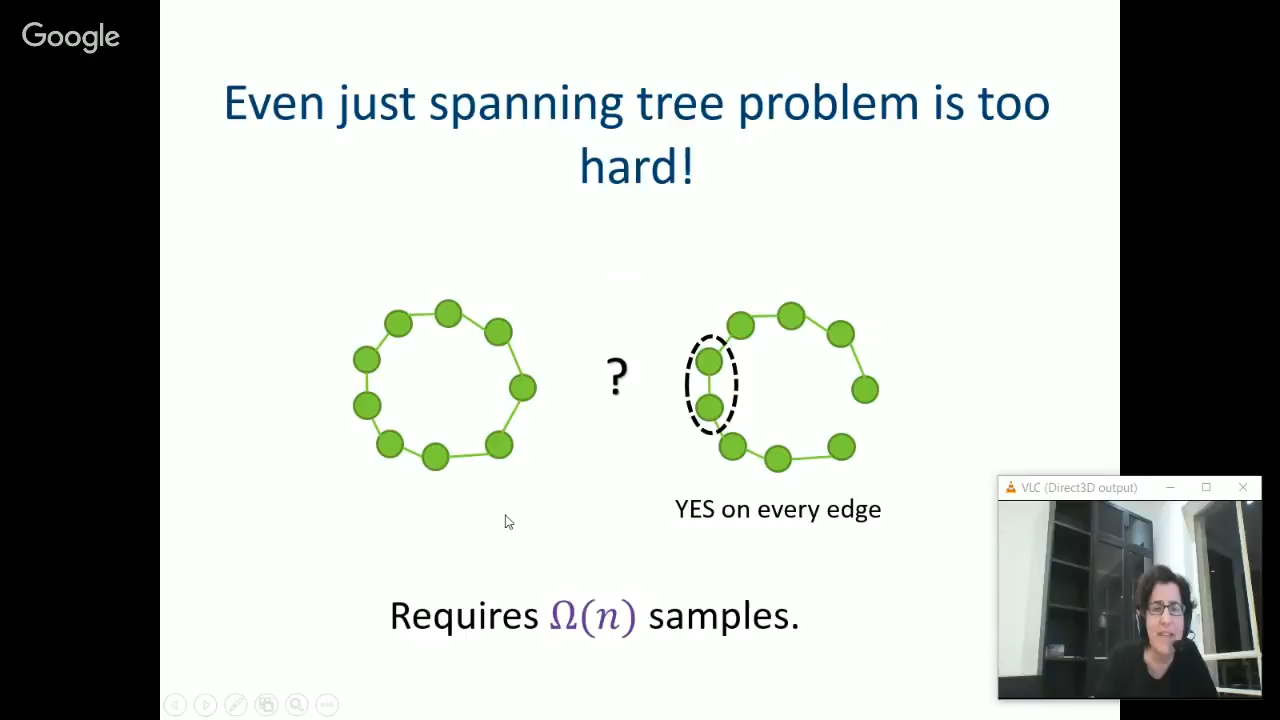 Google
Even just spanning tree problem is too
hard!
?
YES on every edge
Requires Ω(n) samples.
VLC (Direct3D output)